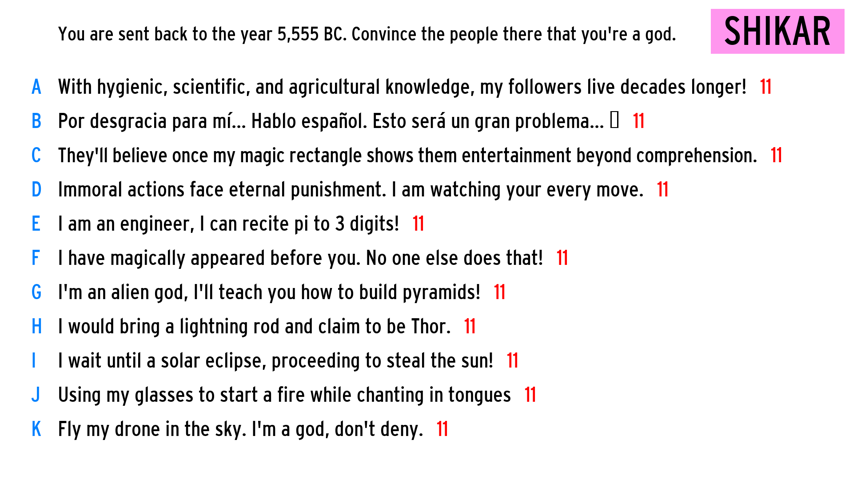 You are sent back to the year 5,555 BC. Convince the people there that you're a god.
SHIKAR
A With hygienic, scientific, and agricultural knowledge, my followers live decades longer! 11
B Por desgracia para mí... Hablo español. Esto será un gran problema... ▯ 11
C They'll believe once my magic rectangle shows them entertainment beyond comprehension. 11
D Immoral actions face eternal punishment. I am watching your every move. 11
E I am an engineer, I can recite pi to 3 digits! 11
F I have magically appeared before you. No one else does that! 11
G I'm an alien god, I'll teach you how to build pyramids! 11
H I would bring a lightning rod and claim to be Thor. 11
I I wait until a solar eclipse, proceeding to steal the sun! 11
J Using my glasses to start a fire while chanting in tongues 11
K Fly my drone in the sky. I'm a god, don't deny. 11